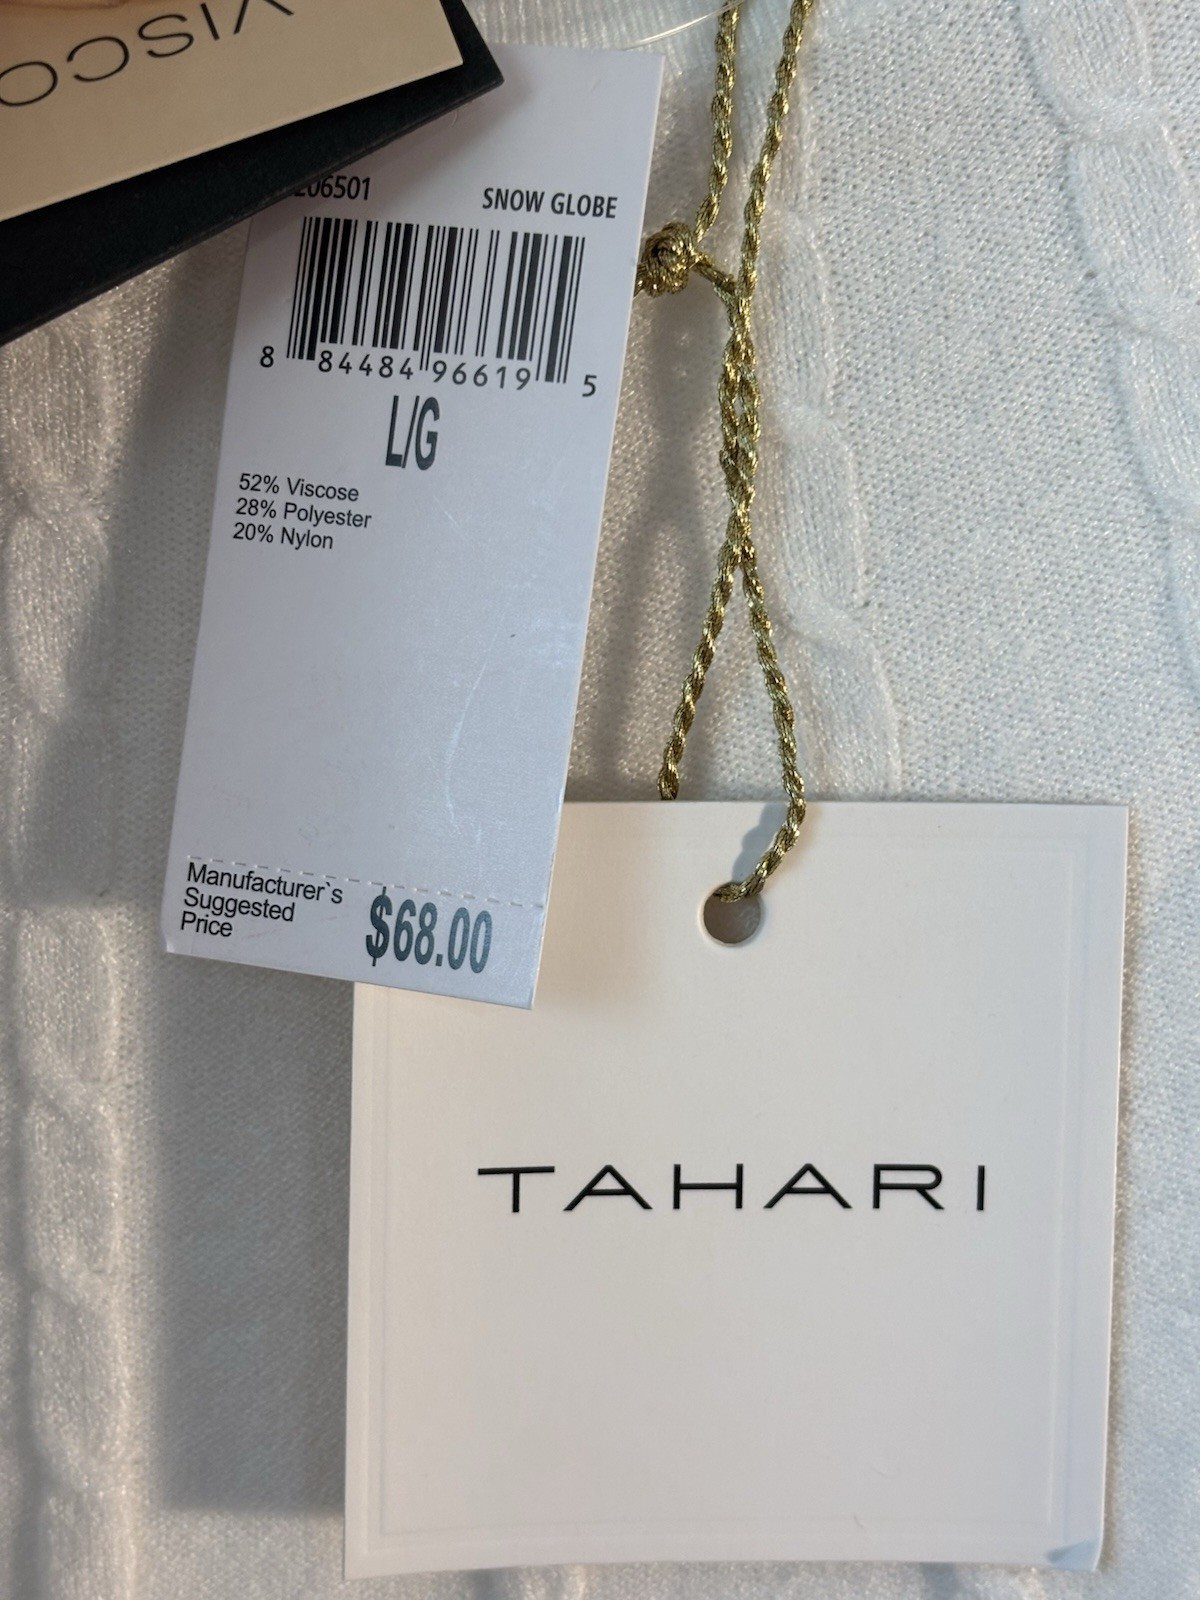 VISCO
206501
SNOW GLOBE
8 84484 96619 5
L/G
52% Viscose
28% Polyester
20% Nylon
Manufacturer`s
Suggested
Price
$68.00
TAHARI